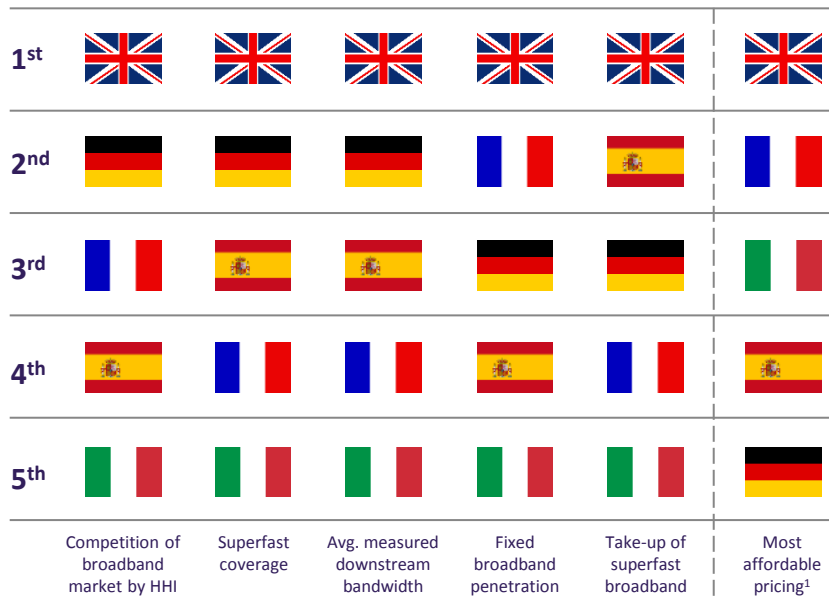 1st
2nd
3rd
4th
5th
Competition of
broadband
market by HHI
Superfast
coverage
Avg. measured
downstream
bandwidth
Fixed
broadband
penetration
Take-up of
superfast
broadband
Most
affordable
pricing1